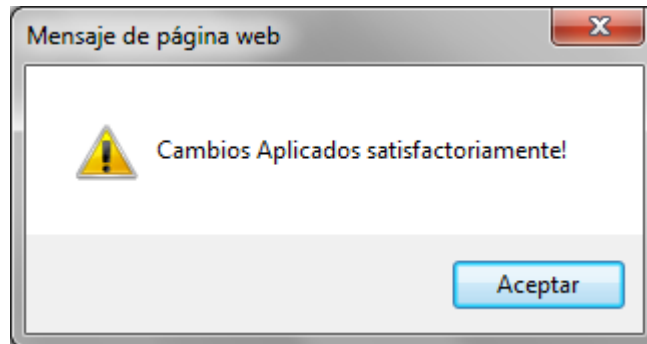 Mensaje de página web
Cambios Aplicados satisfactoriamente!
Aceptar